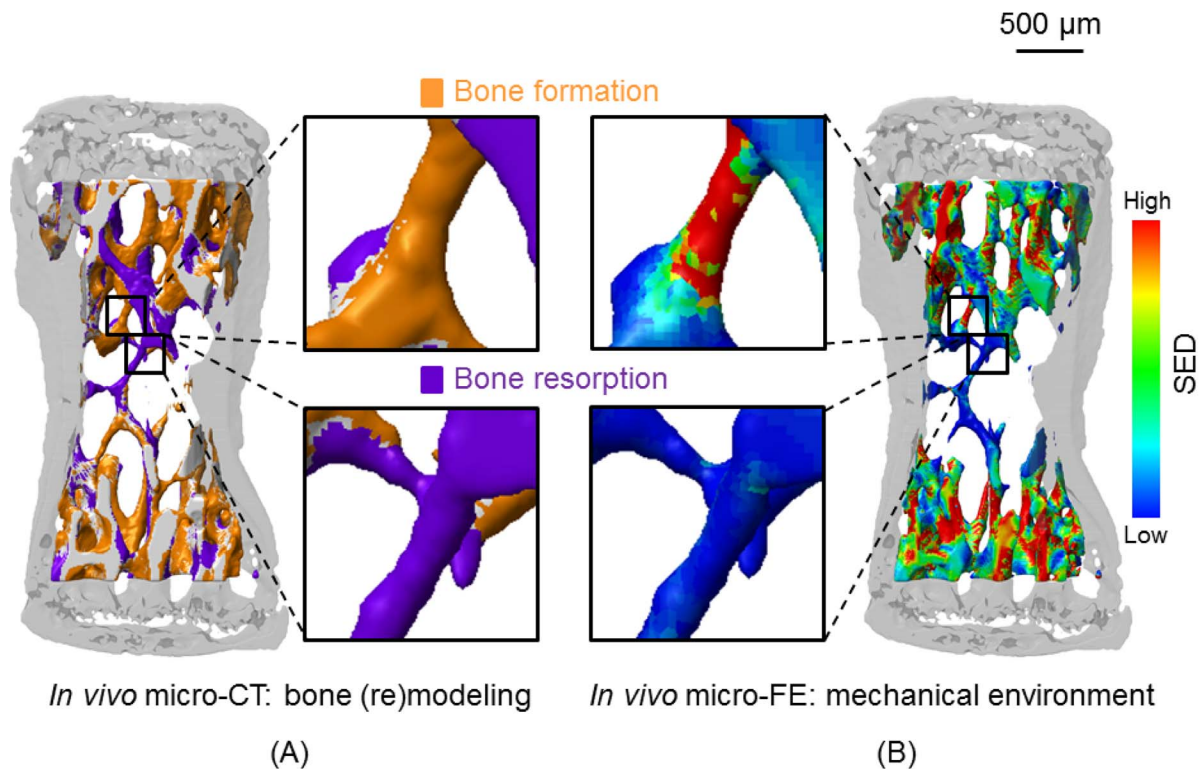 500 µm
Bone formation
High
SED
Bone resorption
Low
In vivo micro-CT: bone (re)modeling
In vivo micro-FE: mechanical environment
(A)
(B)